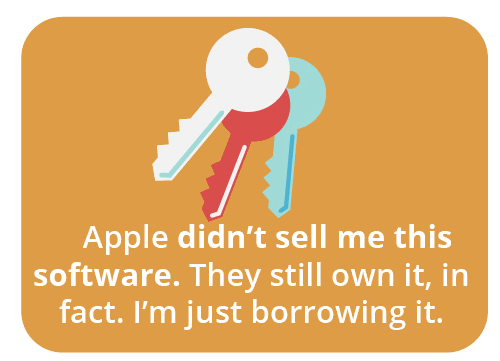 Apple didn’t sell me this
software. They still own it, in
fact. I’m just borrowing it.